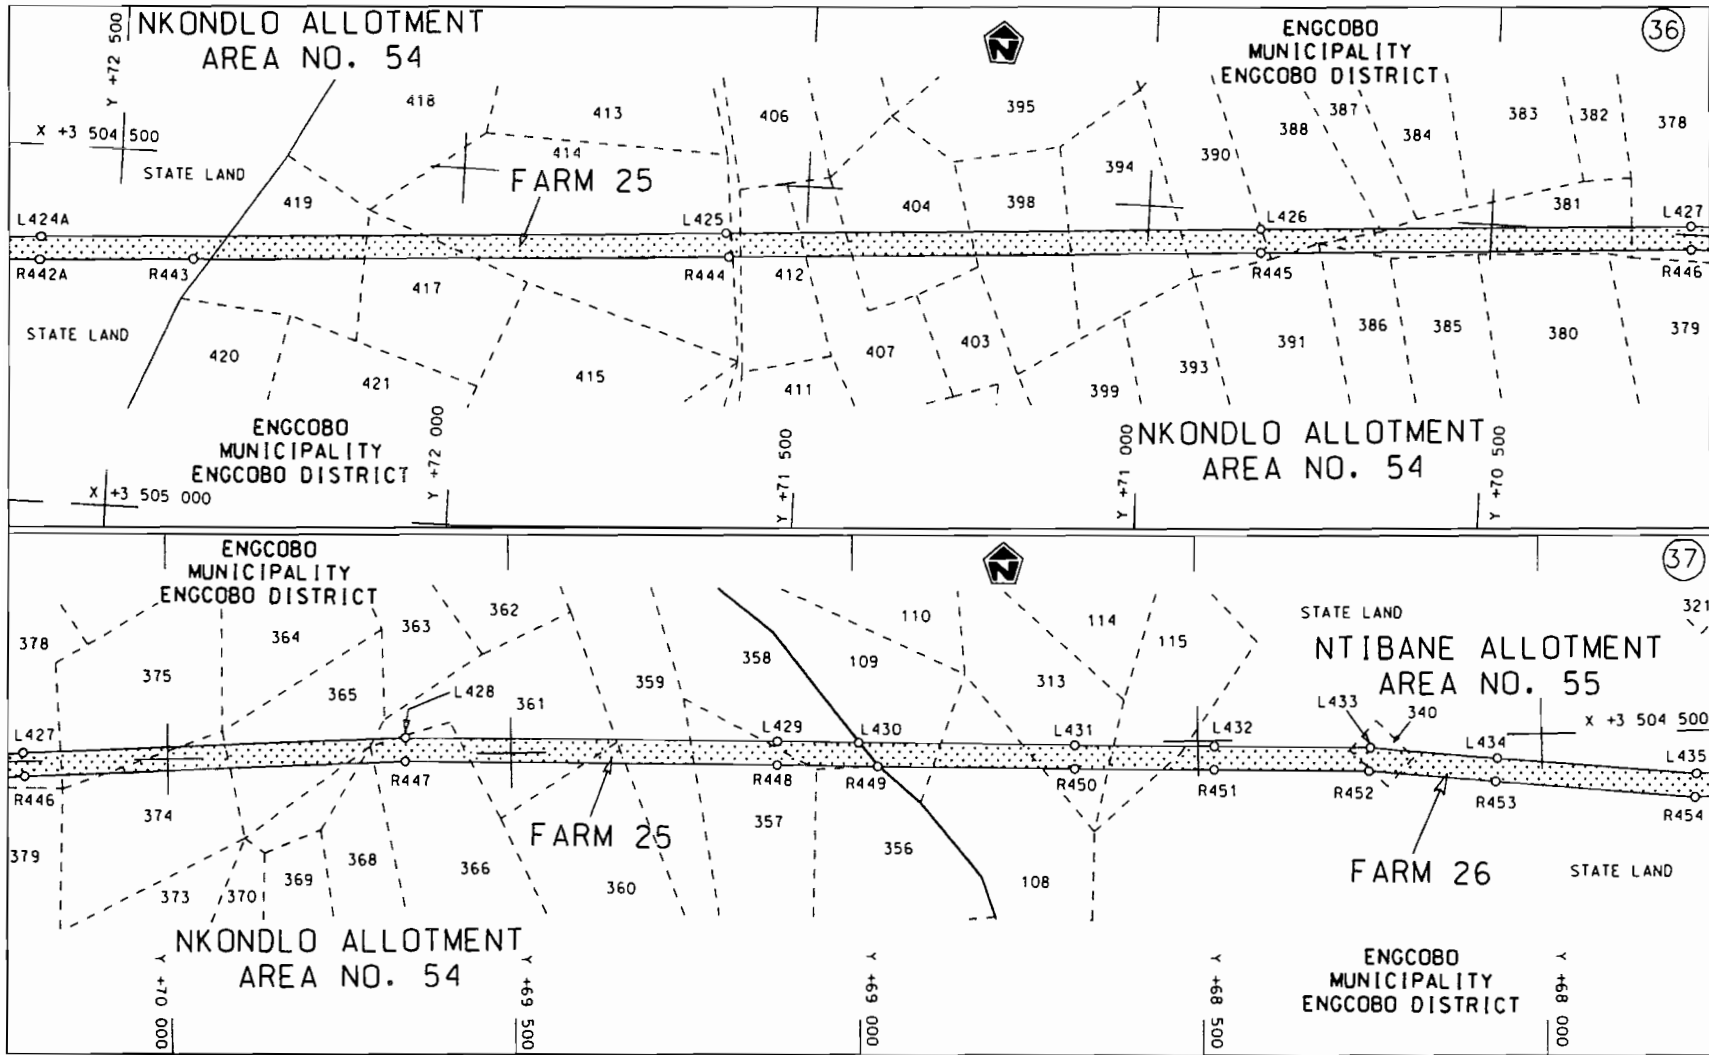 NKONDLO ALLOTMENT
AREA NO. 54
Y +72 500
ENGCOBO
MUNICIPALITY
ENGCOBO DISTRICT
N
36
X +3 504 500
STATE LAND
418
413
414
406
395
394
390
388
387
384
383
382
378
FARM 25
419
404
398
381
L424A
L425
L426
L427
R442A
R443
R444
R445
R446
412
417
STATE LAND
420
421
415
411
407
403
399
393
391
386
385
380
379
ENGCOBO
MUNICIPALITY
ENGCOBO DISTRICT
X +3 505 000
Y +72 000
Y +71 500
Y +71 000
NKONDLO ALLOTMENT
AREA NO. 54
Y +70 500
ENGCOBO
MUNICIPALITY
ENGCOBO DISTRICT
N
37
378
375
364
363
362
365
361
359
358
109
110
313
114
115
STATE LAND
321
NTIBANE ALLOTMENT
AREA NO. 55
340
X +3 504 500
L427
L428
L429
L430
L431
L432
L433
L434
L435
R446
R447
R448
R449
R450
R451
R452
R453
R454
374
379
373
370
369
368
366
FARM 25
360
357
356
108
FARM 26
STATE LAND
NKONDLO ALLOTMENT
AREA NO. 54
ENGCOBO
MUNICIPALITY
ENGCOBO DISTRICT
Y +70 000
Y +69 500
Y +69 000
Y +68 500
Y +68 000